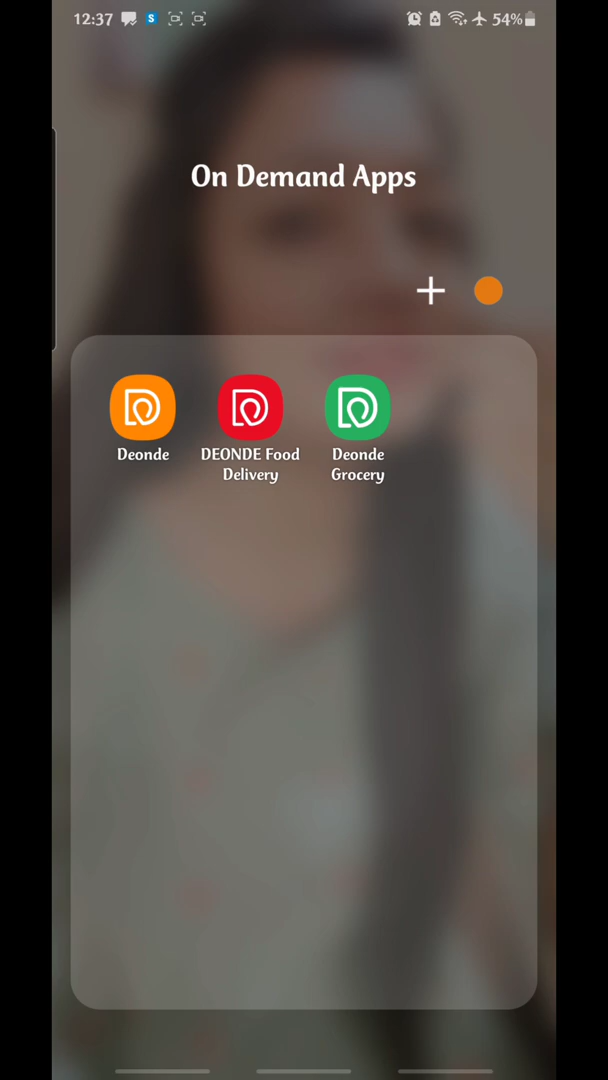 12:37
S
54%
On Demand Apps
Deonde
DEONDE Food
Delivery
Deonde
Grocery